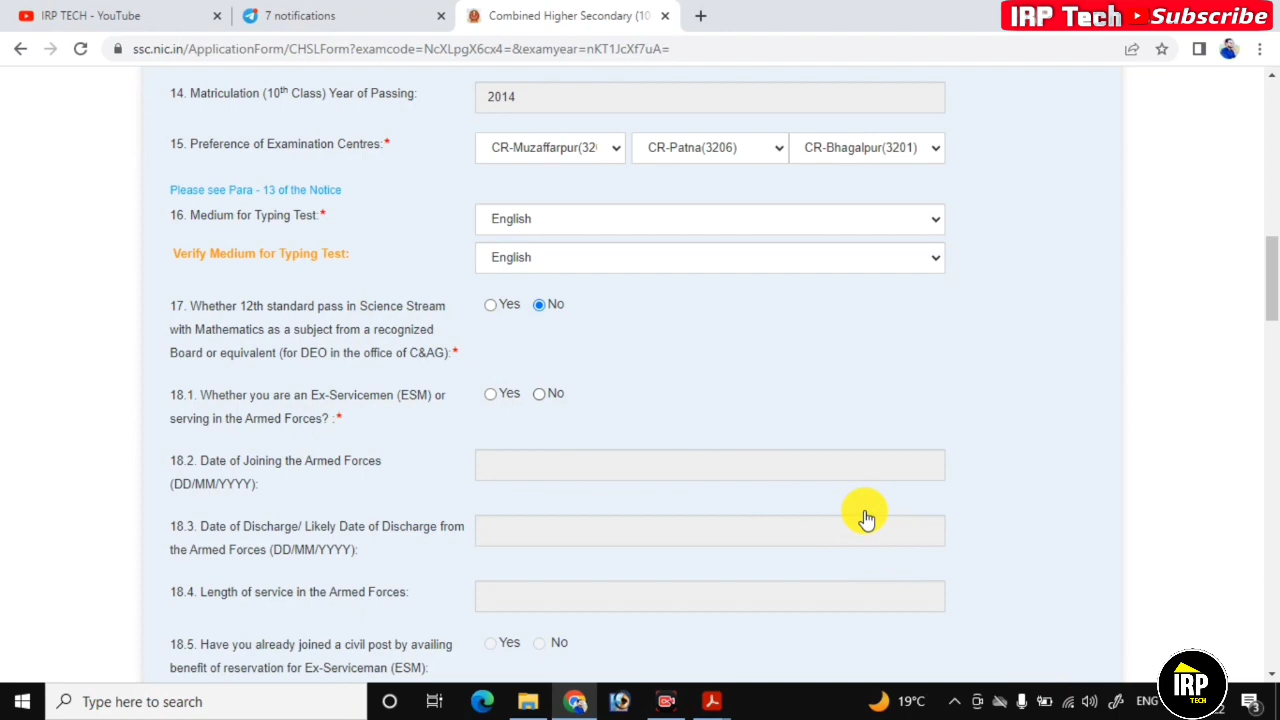 IRP TECH - YouTube
7 notifications
Combined Higher Secondary (10
IRP Tech Subscribe
ssc.nic.in/ApplicationForm/CHSLForm?examcode=NcXLpgX6cx4=&examyear=nKT1JcXf7uA=
14. Matriculation (10th Class) Year of Passing:
2014
15. Preference of Examination Centres:*
CR-Muzaffarpur(320
CR-Patna(3206)
CR-Bhagalpur(3201)
Please see Para - 13 of the Notice
16. Medium for Typing Test:*
English
Verify Medium for Typing Test:
English
17. Whether 12th standard pass in Science Stream
with Mathematics as a subject from a recognized
Board or equivalent (for DEO in the office of C&AG):*
Yes No
18.1. Whether you are an Ex-Servicemen (ESM) or
serving in the Armed Forces? :*
Yes No
18.2. Date of Joining the Armed Forces
(DD/MM/YYYY):
18.3. Date of Discharge/ Likely Date of Discharge from
the Armed Forces (DD/MM/YYYY):
18.4. Length of service in the Armed Forces:
18.5. Have you already joined a civil post by availing
benefit of reservation for Ex-Serviceman (ESM):
Yes No
Type here to search
19°C
ENG
3
IRP
TECH